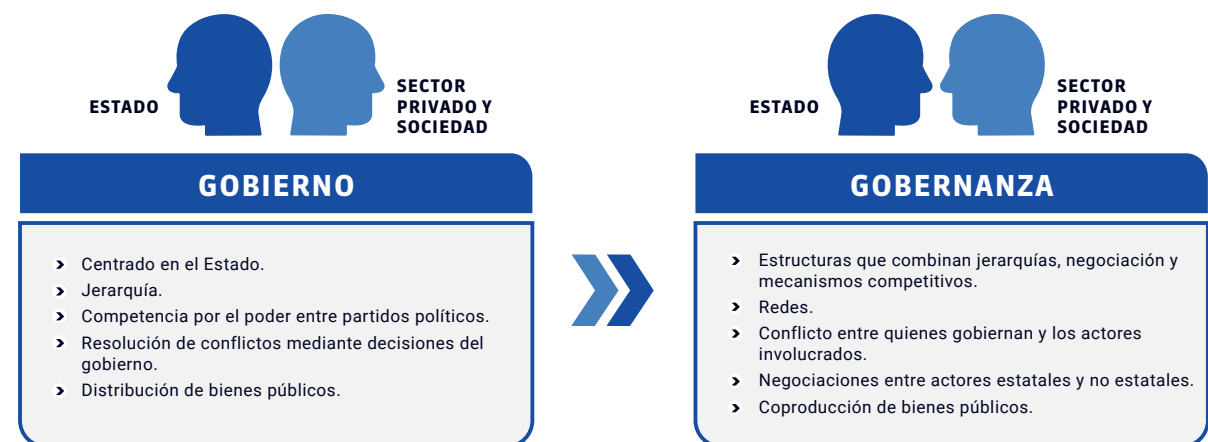 ESTADO
SECTOR
PRIVADO Y
SOCIEDAD
GOBIERNO
Centrado en el Estado.
Jerarquía.
Competencia por el poder entre partidos políticos.
Resolución de conflictos mediante decisiones del
gobierno.
Distribución de bienes públicos.
ESTADO
SECTOR
PRIVADO Y
SOCIEDAD
GOBERNANZA
Estructuras que combinan jerarquías, negociación y
mecanismos competitivos.
Redes.
Conflicto entre quienes gobiernan y los actores
involucrados.
Negociaciones entre actores estatales y no estatales.
Coproducción de bienes públicos.